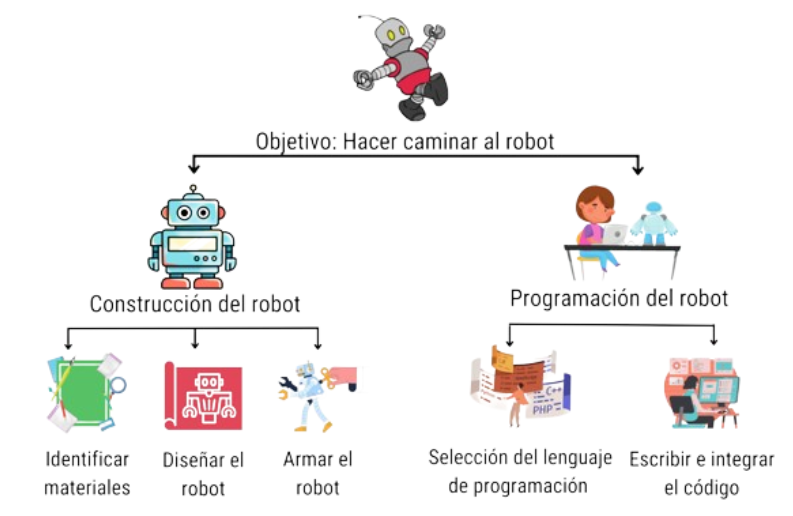 Objetivo: Hacer caminar al robot
Construcción del robot
Programación del robot
C++
PHP
Identificar
materiales
Diseñar el
robot
Armar el
robot
Selección del lenguaje
de programación
Escribir e integrar
el código